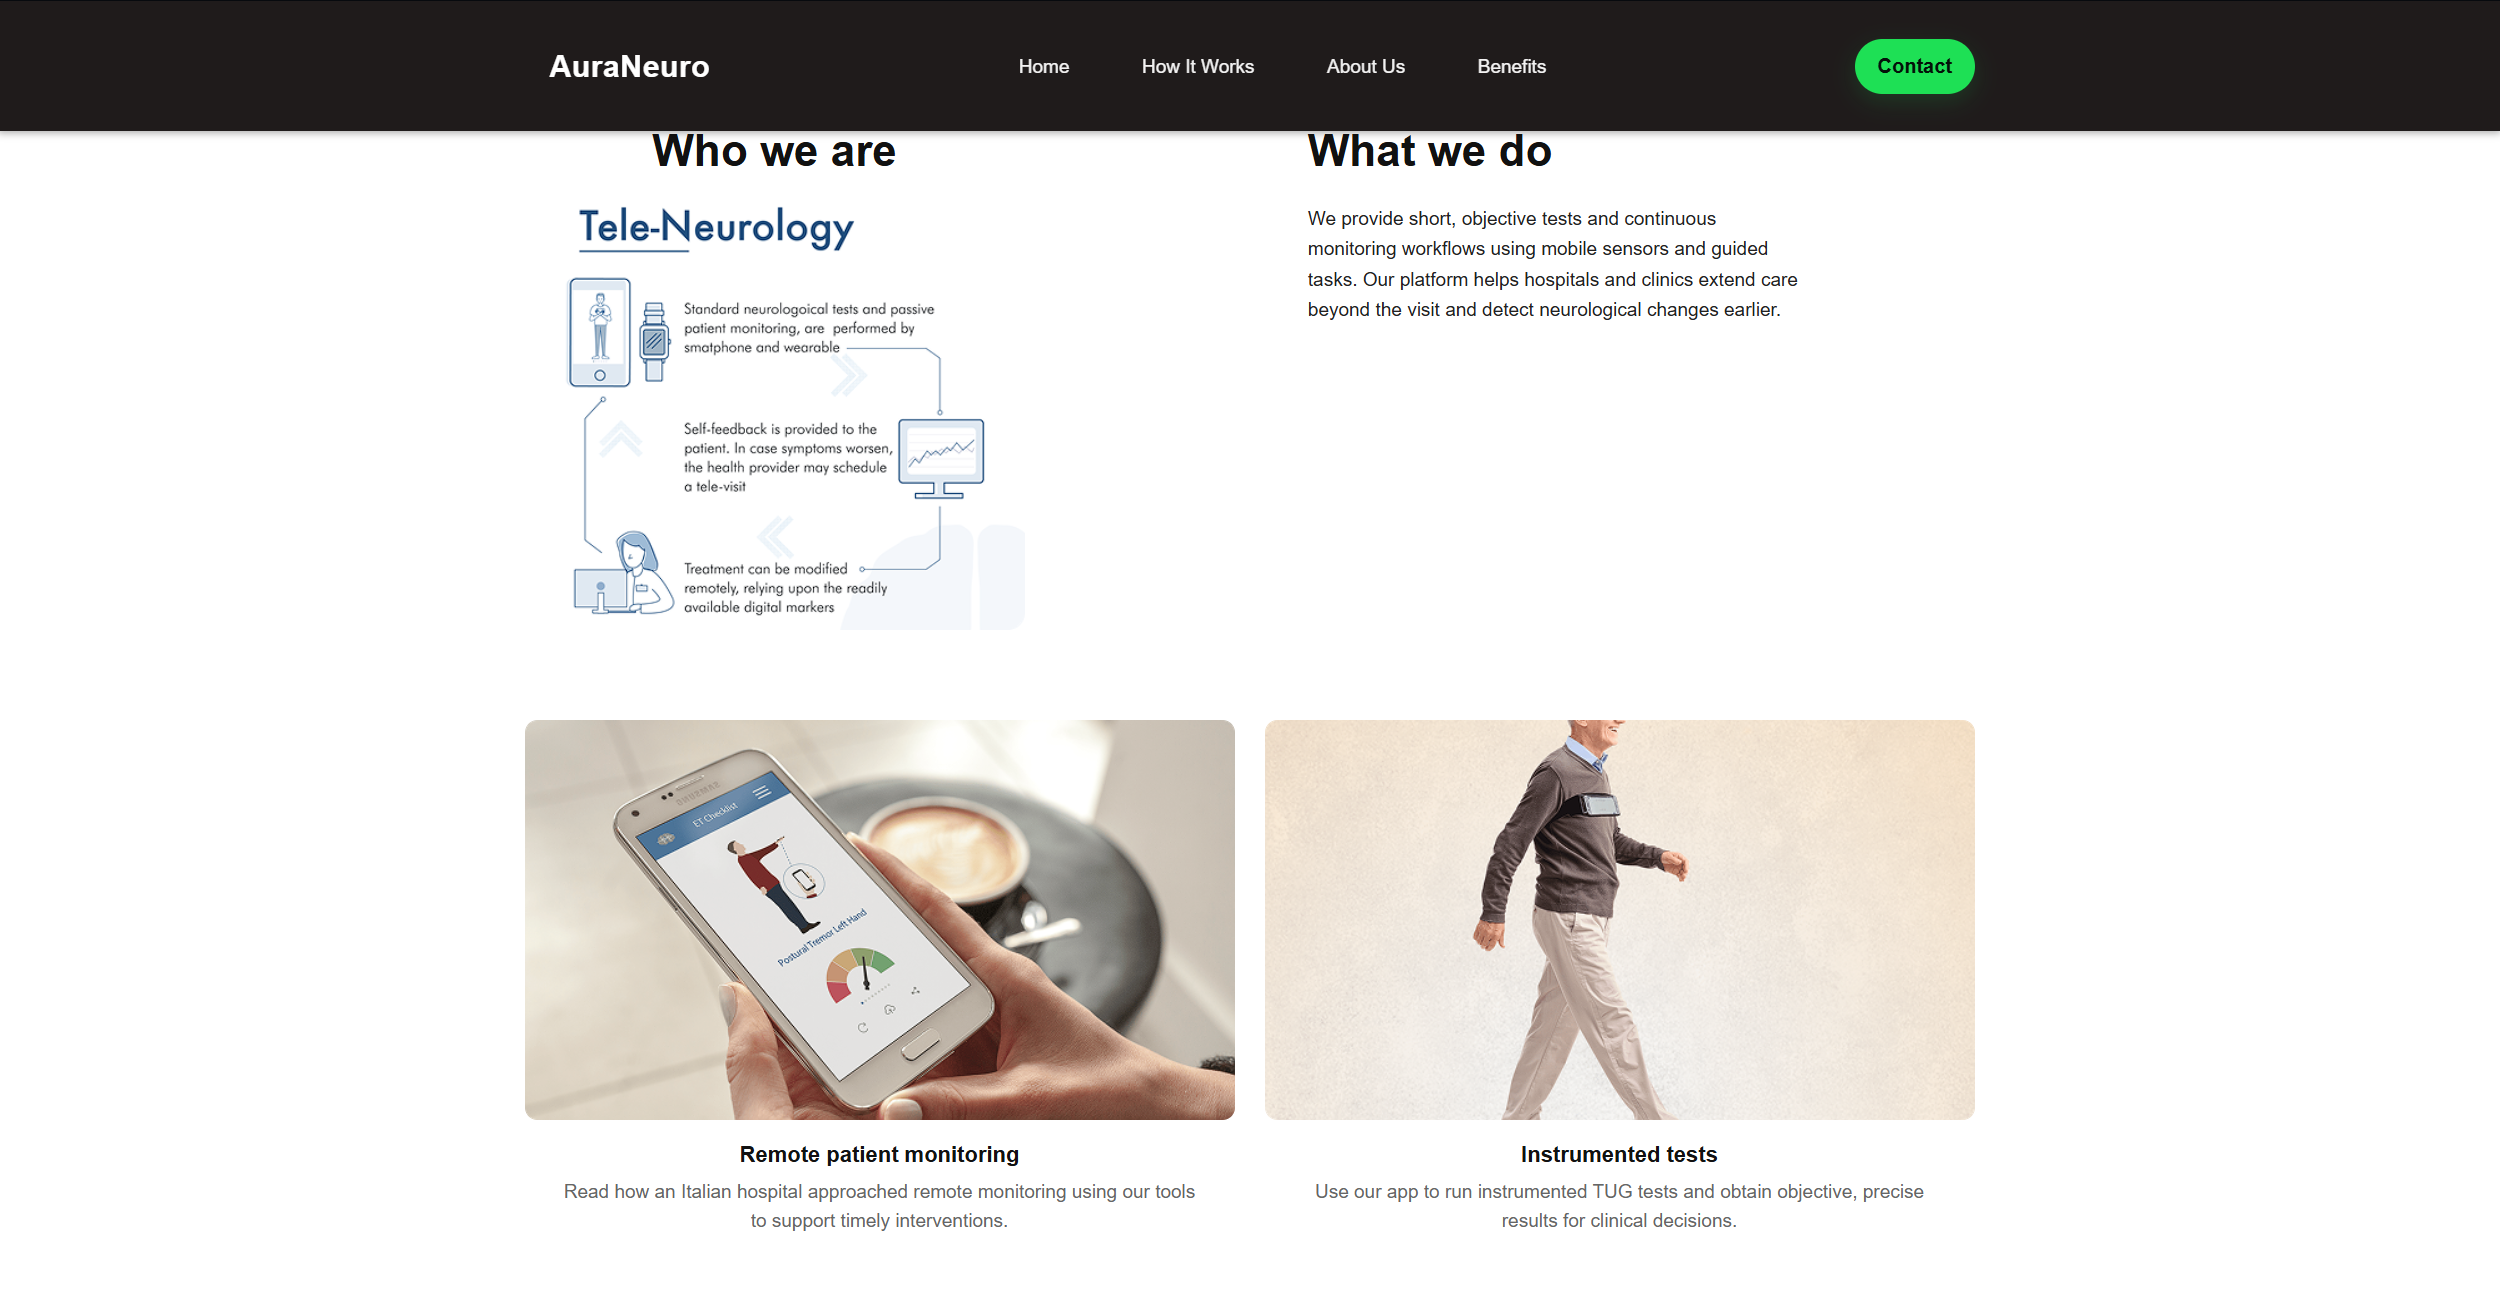 AuraNeuro
Home
How It Works
About Us
Benefits
Contact
Who we are
Tele-Neurology
Standard neurologoical tests and passive
patient monitoring, are performed by
smatphone and wearable
Self-feedback is provided to the
patient. In case symptoms worsen,
the health provider may schedule
a tele-visit
Treatment can be modified
remotely, relying upon the readily
available digital markers
What we do
We provide short, objective tests and continuous
monitoring workflows using mobile sensors and guided
tasks. Our platform helps hospitals and clinics extend care
beyond the visit and detect neurological changes earlier.
SAMSUNG
ET Checklist
Postural Tremor Left Hand
Remote patient monitoring
Read how an Italian hospital approached remote monitoring using our tools
to support timely interventions.
Instrumented tests
Use our app to run instrumented TUG tests and obtain objective, precise
results for clinical decisions.